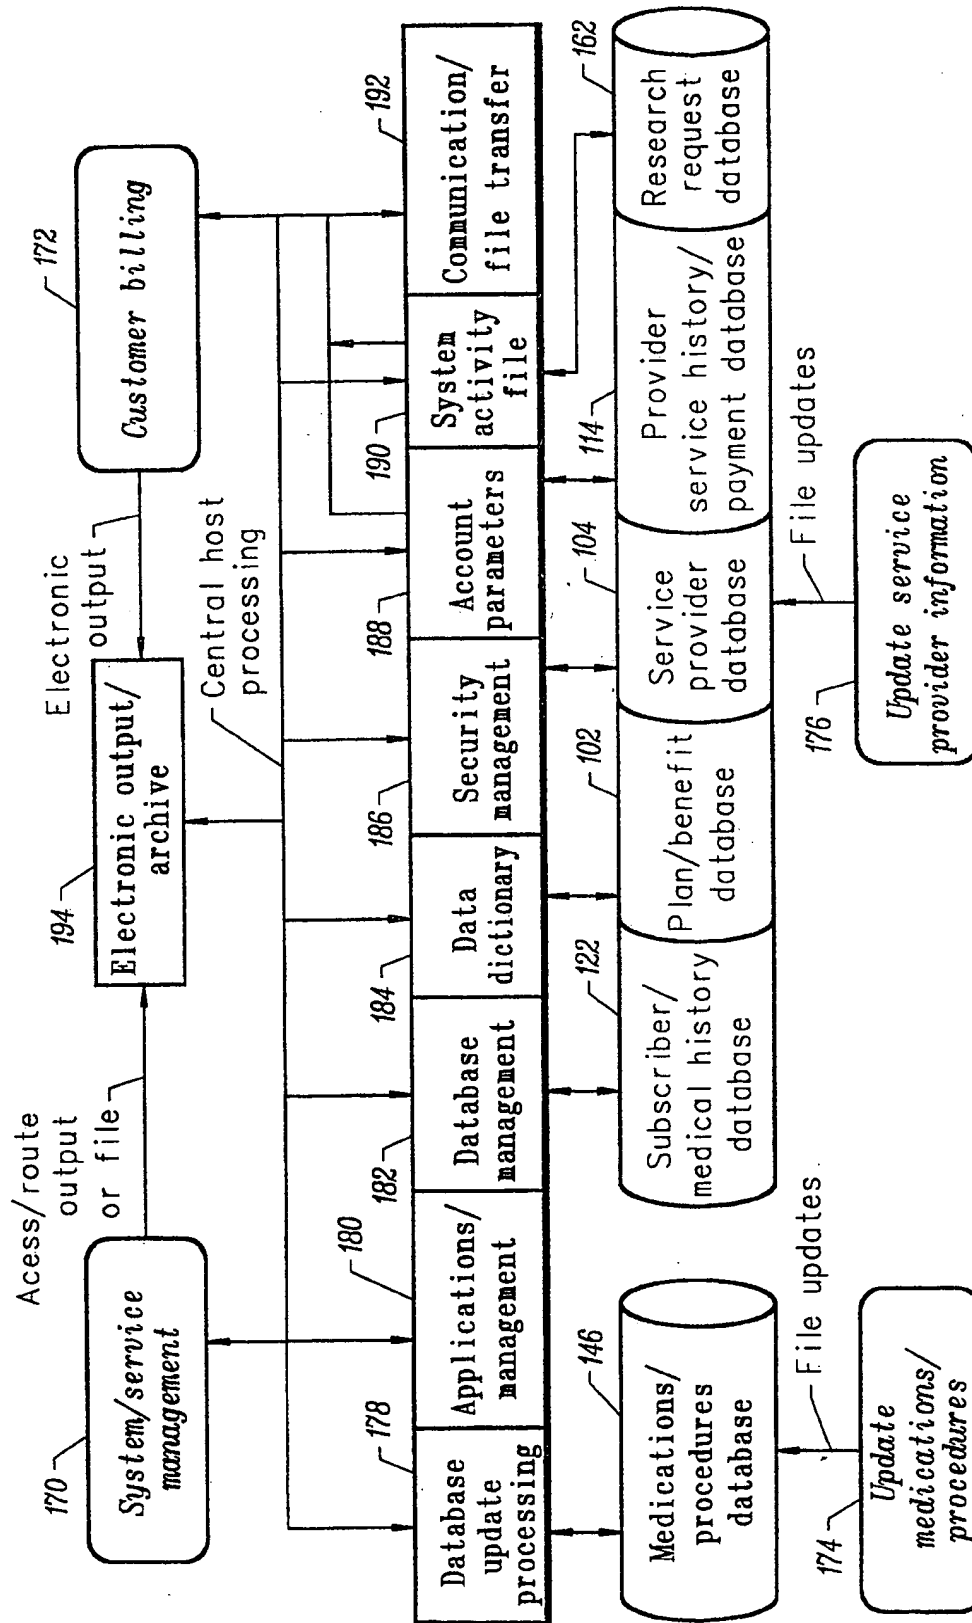 170
System/service
management
Acess/route
output
or file
194
Electronic output/
archive
Electronic
output
172
Customer billing
Central host
processing
178
Database
update
processing
180
Applications/
management
182
Database
management
184
Data
dictionary
186
Security
management
188
Account
parameters
190
System
activity
file
192
Communication/
file transfer
146
Medications/
procedures
database
122
Subscriber/
medical history
database
102
Plan/benefit
database
104
Service
provider
database
114
Provider
service history/
payment database
162
Research
request
database
File updates
174
Update
medications/
procedures
File updates
176
Update service
provider information